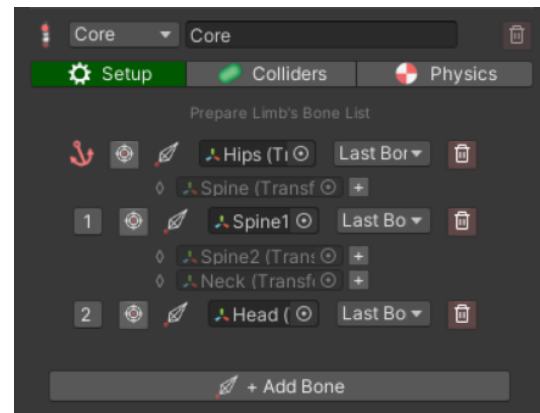 Core Core
Setup Colliders Physics
Prepare Limb's Bone List
Hips (Tr Last Bor
Spine (Transf +
1 Spine1 Last Bo
Spine2 (Trans +
Neck (Transf +
2 Head ( Last Bo
+ Add Bone